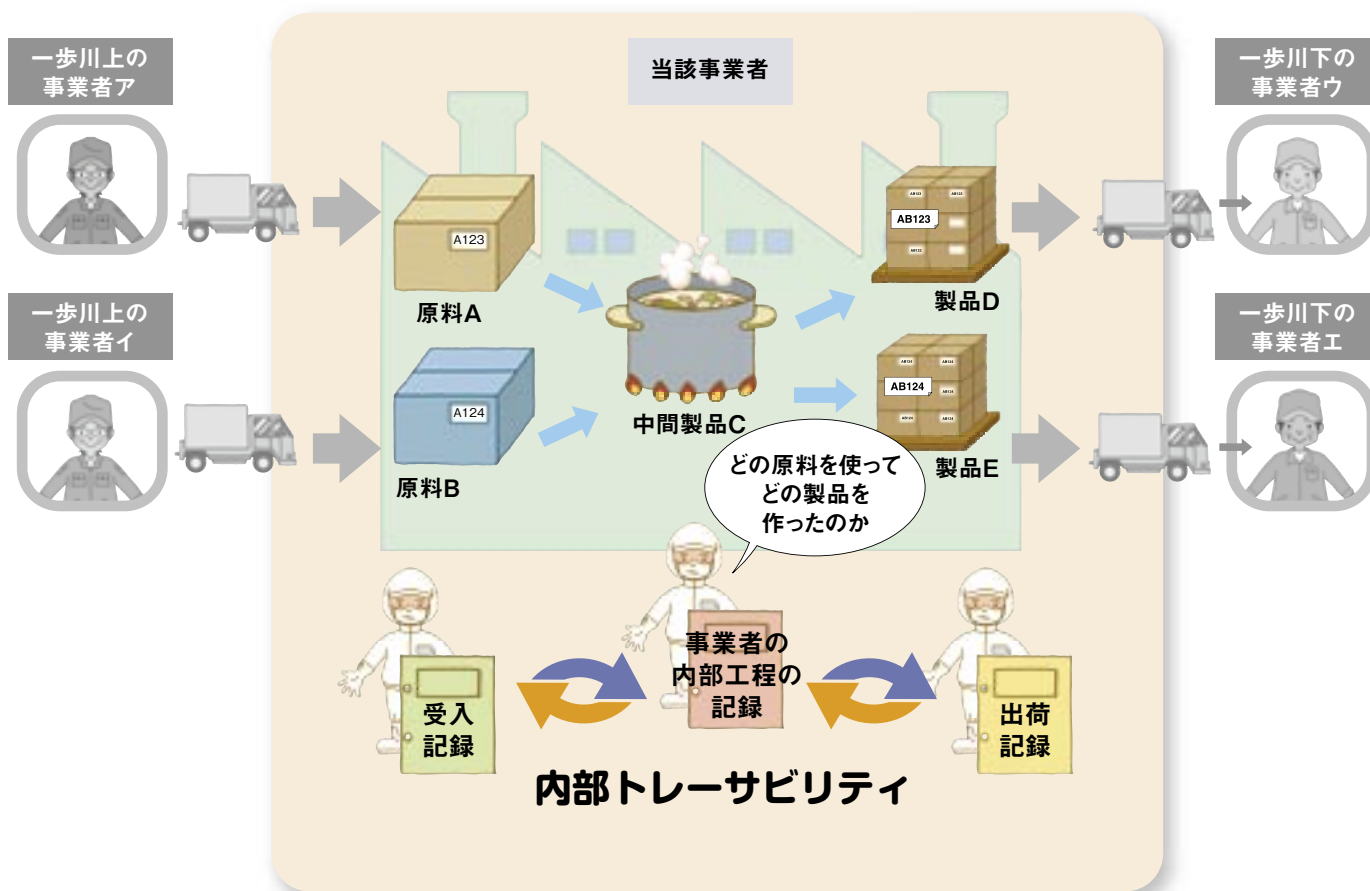 一歩川上の
事業者ア
当該事業者
一歩川下の
事業者ウ
A123
原料A
AB123
製品D
一歩川上の
事業者イ
A124
原料B
中間製品C
AB124
製品E
一歩川下の
事業者エ
どの原料を使って
どの製品を
作ったのか
受入
記録
事業者の
内部工程の
記録
出荷
記録
内部トレーサビリティ